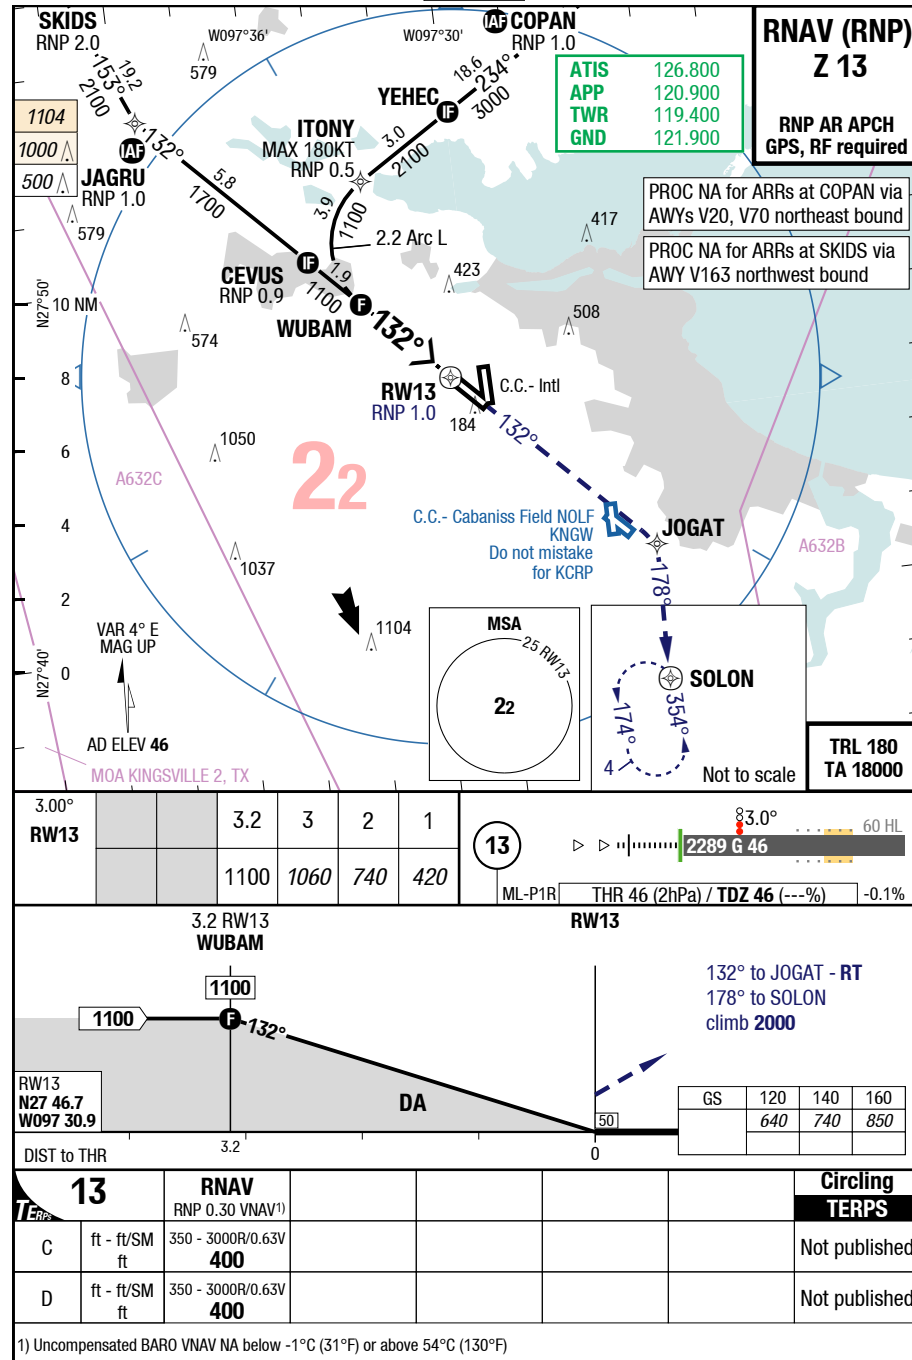 SKIDS
RNP 2.0
W097°36'
W097°30'
IAF COPAN
RNP 1.0
RNAV (RNP)
Z 13
RNP AR APCH
GPS, RF required
ATIS 126.800
APP 120.900
TWR 119.400
GND 121.900
579
19.2
153°
2100
18.6
234°
3000
YEHEC
IF
3.0
2100
1104
1000
500
IAF
JAGRU
RNP 1.0
132°
5.8
1700
579
ITONY
MAX 180KT
RNP 0.5
3.9
1100
2.2 Arc L
PROC NA for ARRs at COPAN via
AWYs V20, V70 northeast bound
PROC NA for ARRs at SKIDS via
AWY V163 northwest bound
417
423
508
CEVUS
RNP 0.9
IF
1.9
1100
F
WUBAM
132°
N27°50'
10 NM
574
8
RW13
RNP 1.0
C.C.- Intl
184
132°
6
1050
A632C
22
4
C.C.- Cabaniss Field NOLF
KNGW
Do not mistake
for KCRP
JOGAT
A632B
1037
178°
2
1104
VAR 4° E
MAG UP
MSA
25 RW13
22
N27°40'
0
SOLON
354°
174°
4
AD ELEV 46
MOA KINGSVILLE 2, TX
Not to scale
TRL 180
TA 18000
3.00°
RW13
3.2 3 2 1
1100 1060 740 420
13
3.0°
60 HL
2289 G 46
ML-P1R THR 46 (2hPa) / TDZ 46 (---%) -0.1%
3.2 RW13
WUBAM
RW13
132° to JOGAT - RT
178° to SOLON
climb 2000
1100
1100
F
132°
RW13
N27 46.7
W097 30.9
DA
50
GS 120 140 160
640 740 850
DIST to THR
3.2
0
TERPs
13
RNAV
RNP 0.30 VNAV1)
Circling
TERPS
C ft - ft/SM 350 - 3000R/0.63V Not published
ft 400
D ft - ft/SM 350 - 3000R/0.63V Not published
ft 400
1) Uncompensated BARO VNAV NA below -1°C (31°F) or above 54°C (130°F)